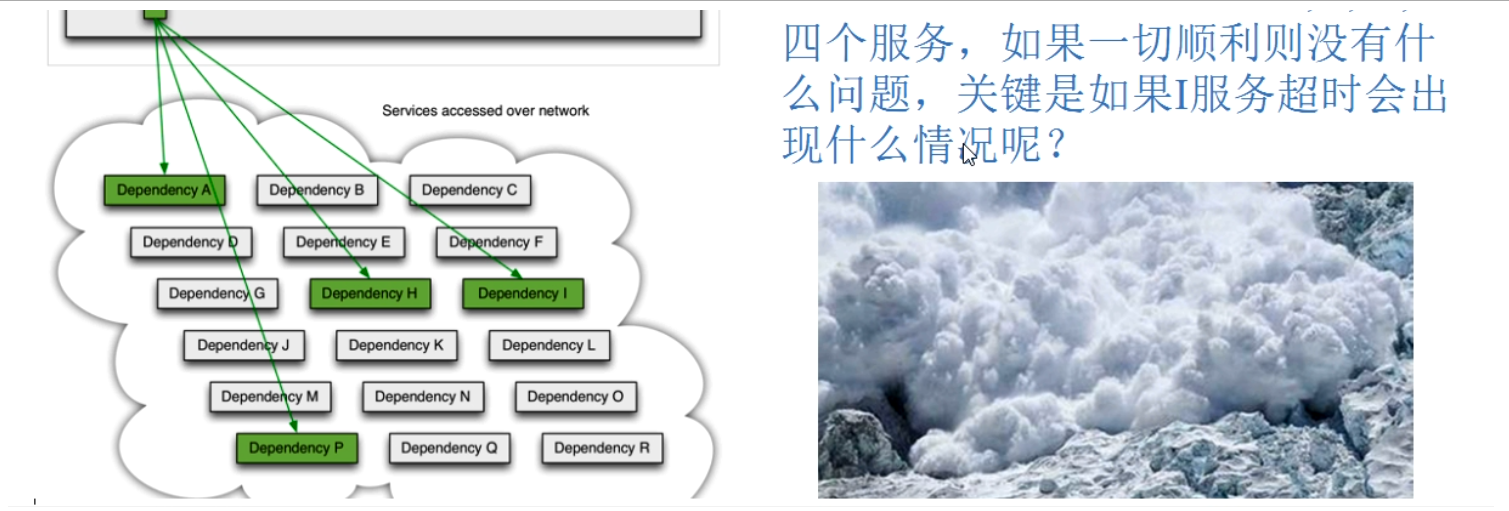 Services accessed over network
Dependency A
Dependency B
Dependency C
Dependency D
Dependency E
Dependency F
Dependency G
Dependency H
Dependency I
Dependency J
Dependency K
Dependency L
Dependency M
Dependency N
Dependency O
Dependency P
Dependency Q
Dependency R
四个服务，如果一切顺利则没有什
么问题，关键是如果I服务超时会出
现什么情况呢？